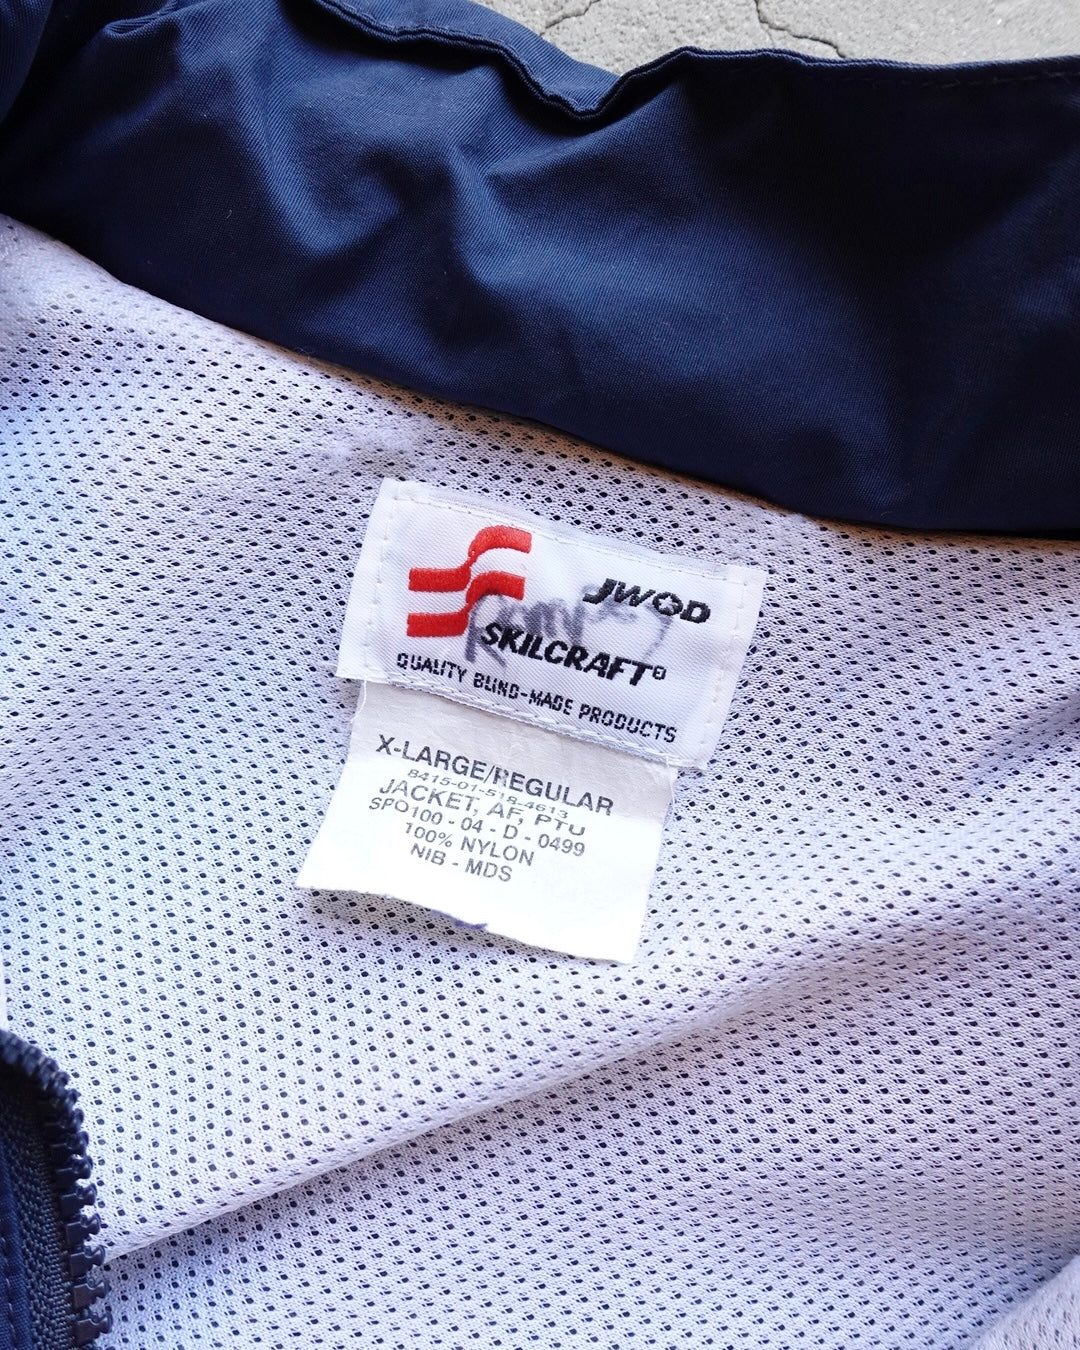 JWOD
SKILCRAFT®
QUALITY BLIND-MADE PRODUCTS
X-LARGE/REGULAR
8415-01-518-4613
JACKET, AF, PTU
SPO100 - 04 - D - 0499
100% NYLON
NIB - MDS